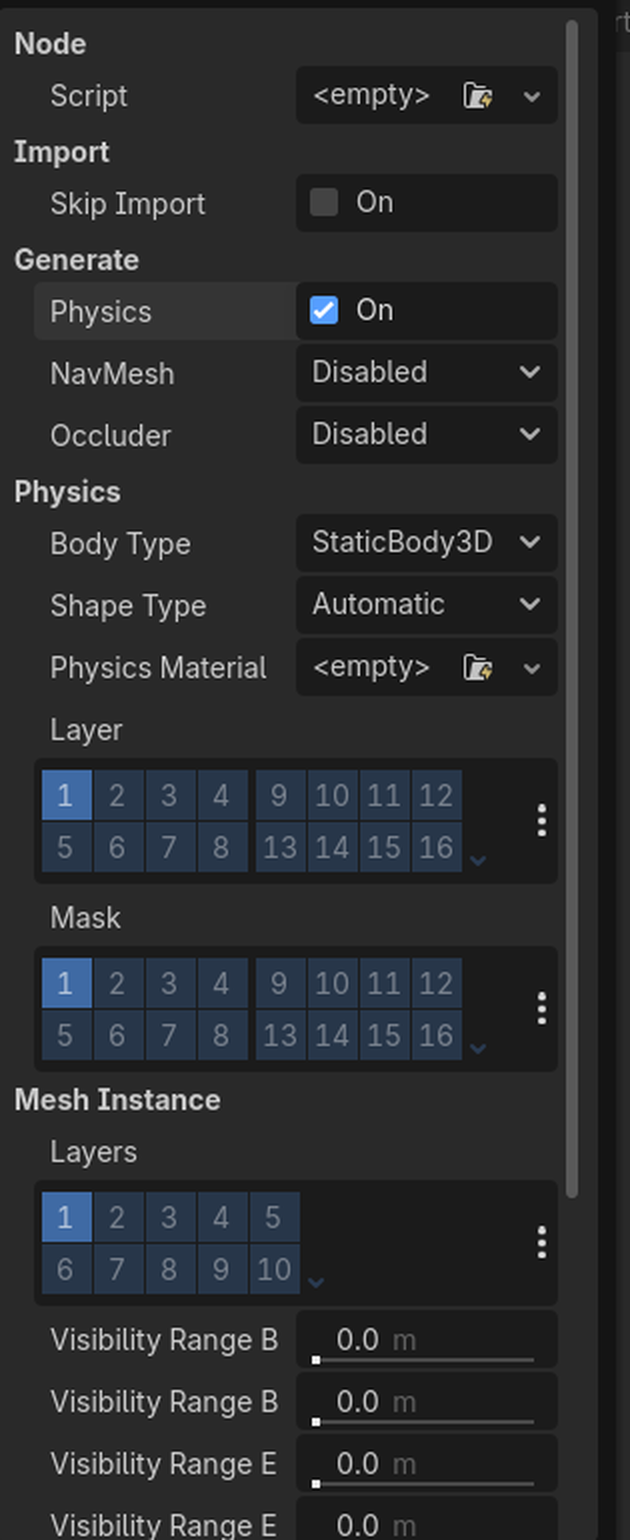 Node
Script <empty>
Import
Skip Import On
Generate
Physics On
NavMesh Disabled
Occluder Disabled
Physics
Body Type StaticBody3D
Shape Type Automatic
Physics Material <empty>
Layer
1 2 3 4 9 10 11 12
5 6 7 8 13 14 15 16
Mask
1 2 3 4 9 10 11 12
5 6 7 8 13 14 15 16
Mesh Instance
Layers
1 2 3 4 5
6 7 8 9 10
Visibility Range B 0.0 m
Visibility Range B 0.0 m
Visibility Range E 0.0 m
Visibility Range E 0.0 m